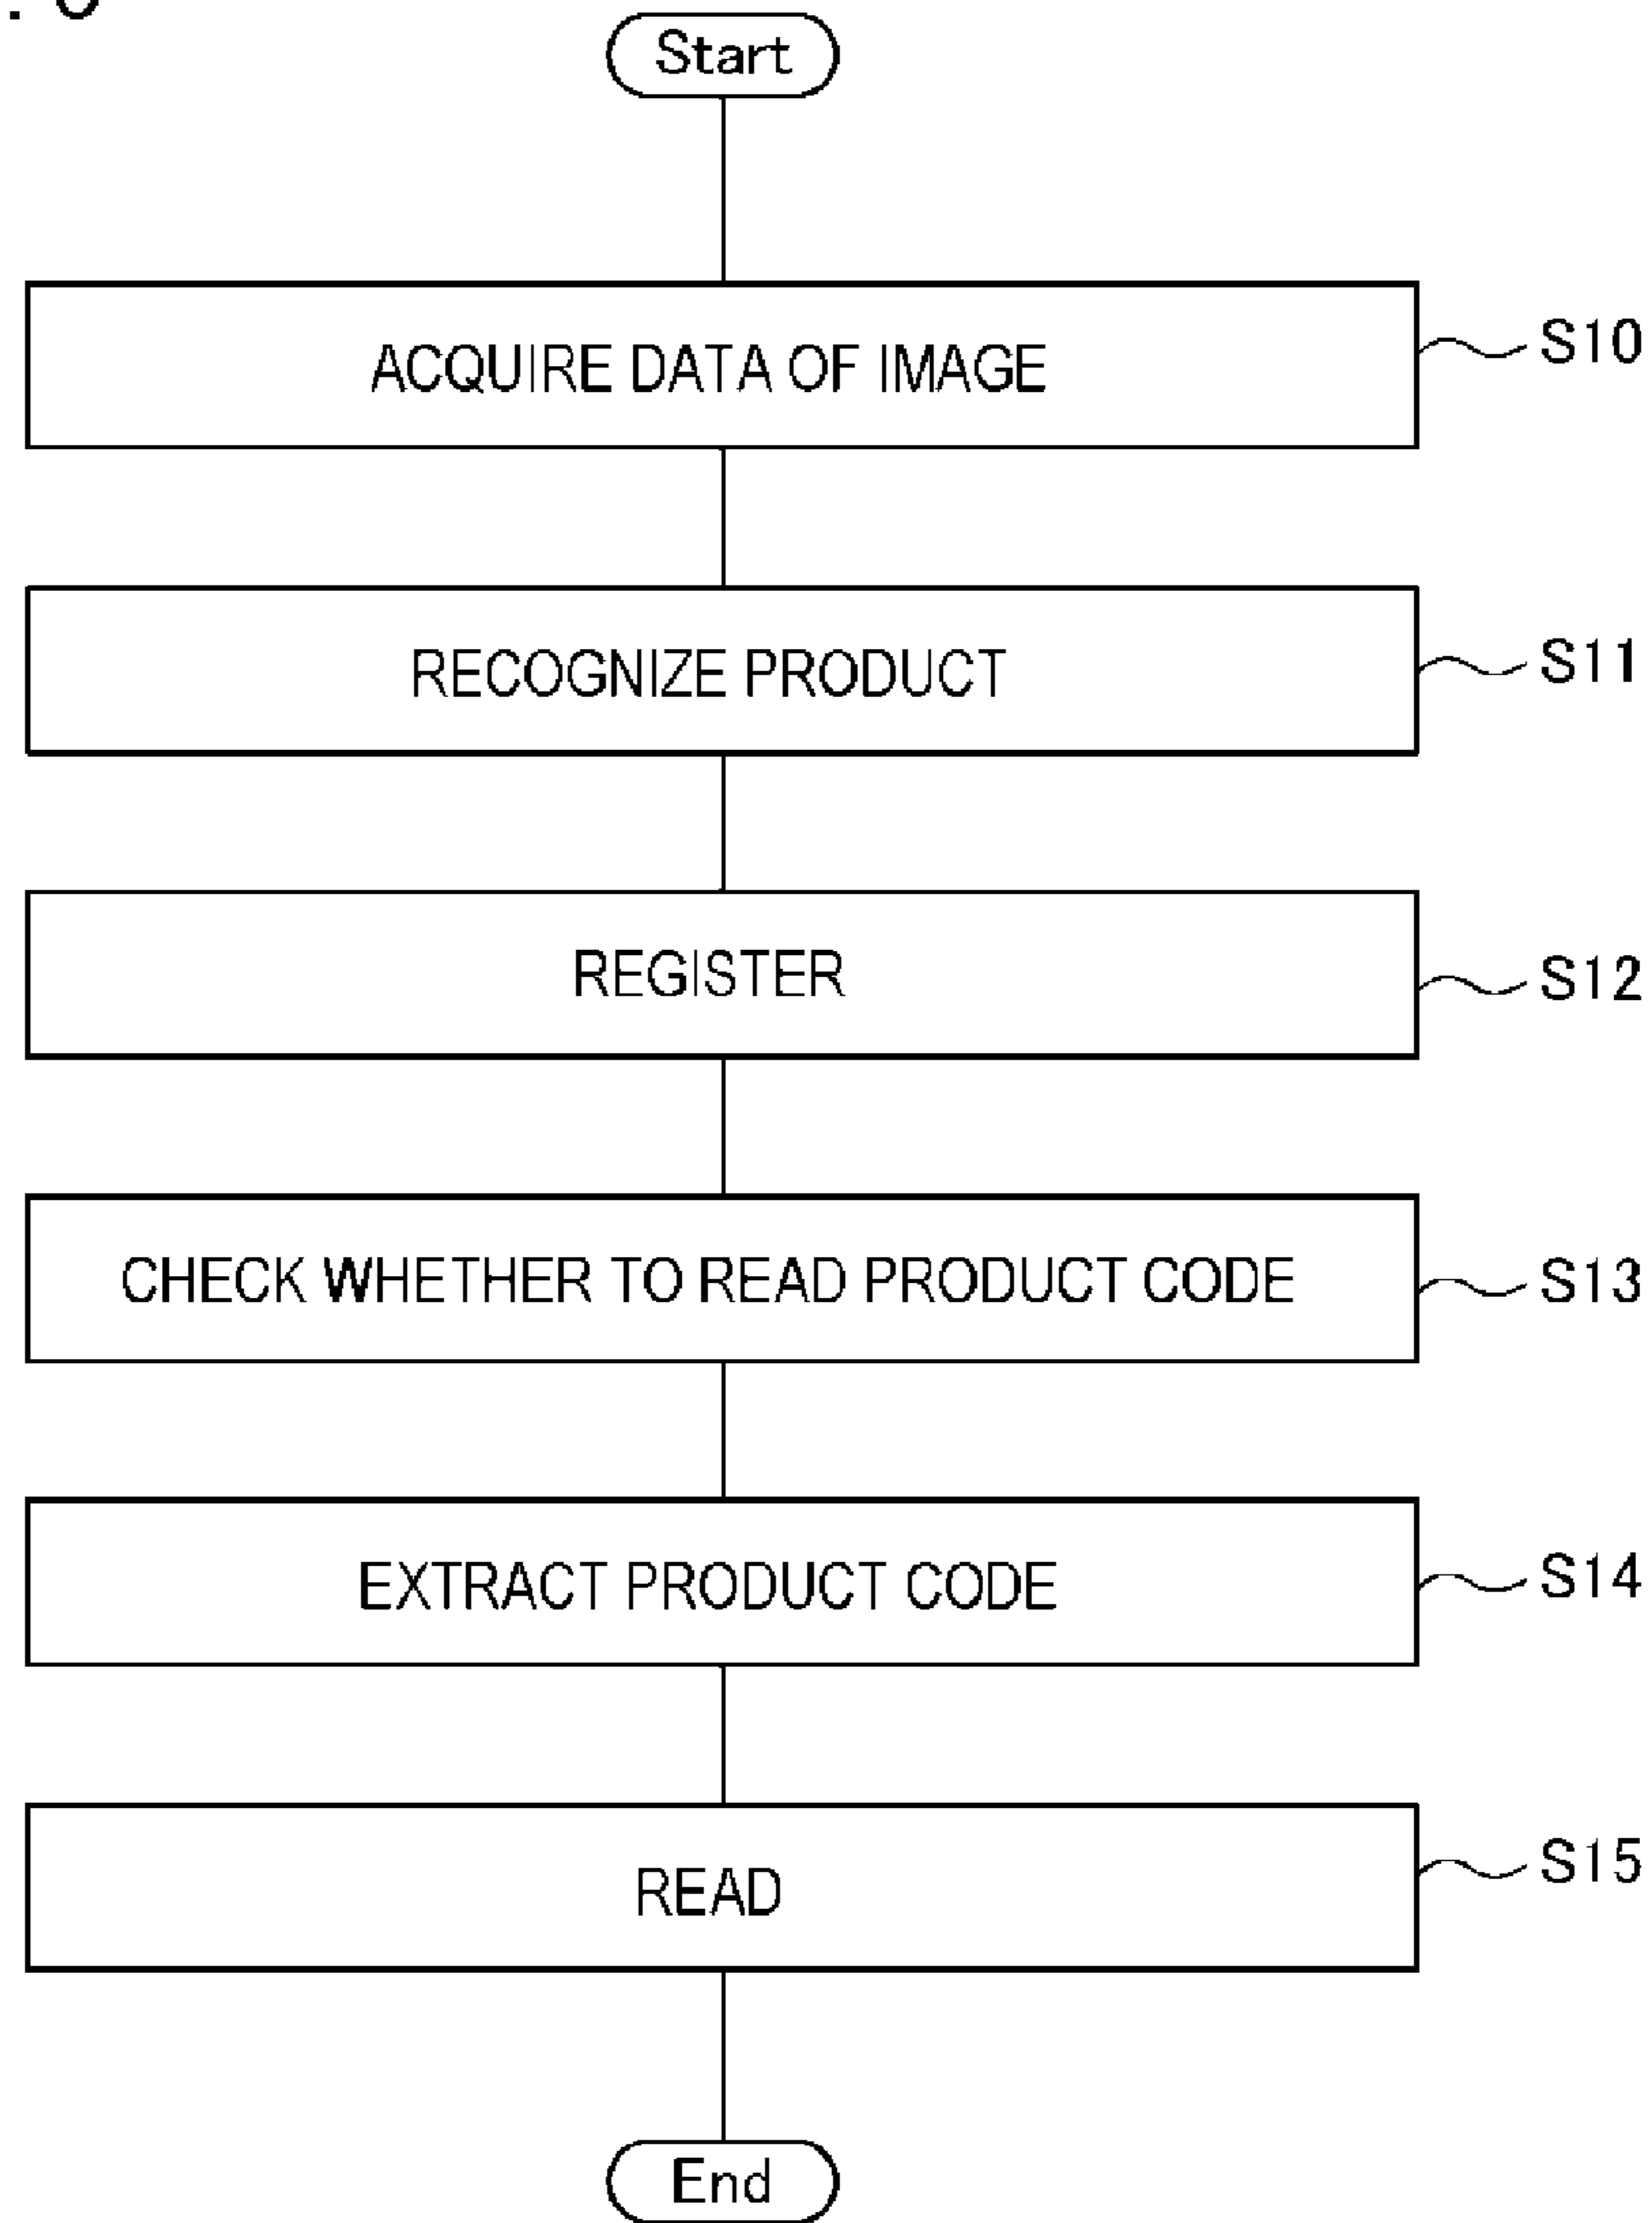 Start
ACQUIRE DATA OF IMAGE S10
RECOGNIZE PRODUCT S11
REGISTER S12
CHECK WHETHER TO READ PRODUCT CODE S13
EXTRACT PRODUCT CODE S14
READ S15
End